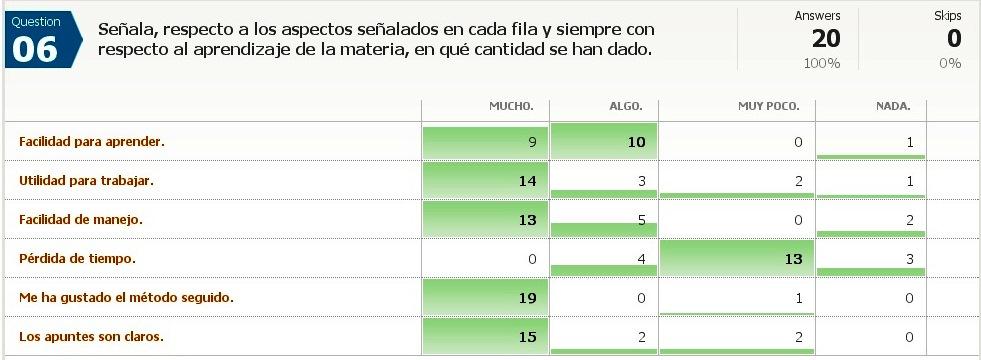 Question
06
Señala, respecto a los aspectos señalados en cada fila y siempre con
respecto al aprendizaje de la materia, en qué cantidad se han dado.
Answers
20
100%
Skips
0
0%
MUCHO. ALGO. MUY POCO. NADA.
Facilidad para aprender. 9 10 0 1
Utilidad para trabajar. 14 3 2 1
Facilidad de manejo. 13 5 0 2
Pérdida de tiempo. 0 4 13 3
Me ha gustado el método seguido. 19 0 1 0
Los apuntes son claros. 15 2 2 0